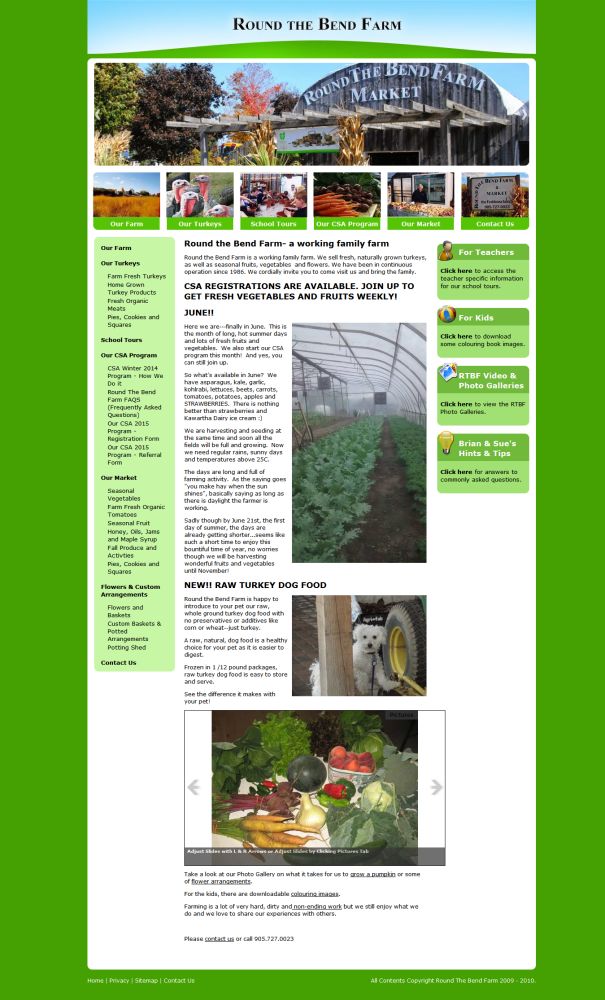 Round the Bend Farm
RoundTheBendFarm
Market
Our Farm
Our Turkeys
School Tours
Our CSA Program
Our Market
Contact Us
Our Farm
Our Turkeys
Farm Fresh Turkeys
Home Grown
Turkey Products
Fresh Organic
Meats
Pies, Cookies and
Squares
School Tours
Our CSA Program
CSA Winter 2014
Program - How We
Do it
Round The Bend
Farm FAQS
(Frequently Asked
Questions)
Our CSA 2015
Program -
Registration Form
Our CSA 2015
Program - Referral
Form
Our Market
Seasonal
Vegetables
Farm Fresh Organic
Tomatoes
Seasonal Fruit
Honey, Oils, Jams
and Maple Syrup
Fall Produce and
Activties
Pies, Cookies and
Squares
Flowers & Custom
Arrangements
Flowers and
Baskets
Custom Baskets &
Potted
Arrangements
Potting Shed
Contact Us
Round the Bend Farm- a working family farm
Round the Bend Farm is a working family farm. We sell fresh, naturally grown turkeys,
as well as seasonal fruits, vegetables  and flowers. We have been in continuous
operation since 1986. We cordially invite you to come visit us and bring the family.
CSA REGISTRATIONS ARE AVAILABLE. JOIN UP TO
GET FRESH VEGETABLES AND FRUITS WEEKLY!
JUNE!!
Here we are---finally in June.  This is
the month of long, hot summer days
and lots of fresh fruits and
vegetables.  We also start our CSA
program this month!  And yes, you
can still join up.
So what's available in June?  We
have asparagus, kale, garlic,
kohlrabi, lettuces, beets, carrots,
tomatoes, potatoes, apples and
STRAWBERRIES.  There is nothing
better than strawberries and
Kawartha Dairy ice cream :)
We are harvesting and seeding at
the same time and soon all the
fields will be full and growing.  Now
we need regular rains, sunny days
and temperatures above 25C.
The days are long and full of
farming activity.  As the saying goes
"you make hay when the sun
shines", basically saying as long as
there is daylight the farmer is
working.
Sadly though by June 21st, the first
day of summer, the days are
already getting shorter...seems like
such a short time to enjoy this
bountiful time of year, no worries
though we will be harvesting
wonderful fruits and vegetables
until November!
NEW!! RAW TURKEY DOG FOOD
Round the Bend Farm is happy to
introduce to your pet our raw,
whole ground turkey dog food with
no preservatives or additives like
corn or wheat--just turkey.
A raw, natural, dog food is a healthy
choice for your pet as it is easier to
digest.
Frozen in 1 /12 pound packages,
raw turkey dog food is easy to store
and serve.
See the difference it makes with
your pet!
Pictures
Adjust Slides with L & R Arrows or Adjust Slides by Clicking Pictures Tab
Take a look at our Photo Gallery on what it takes for us to grow a pumpkin or some
of flower arrangements.
For the kids, there are downloadable colouring images.
Farming is a lot of very hard, dirty and non-ending work but we still enjoy what we
do and we love to share our experiences with others.
Please contact us or call 905.727.0023
For Teachers
Click here to access the
teacher specific information
for our school tours.
For Kids
Click here to download
some colouring book images.
RTBF Video &
Photo Galleries
Click here to view the RTBF
Photo Galleries.
Brian & Sue's
Hints & Tips
Click here for answers to
commonly asked questions.
Home | Privacy | Sitemap | Contact Us
All Contents Copyright Round The Bend Farm 2009 - 2010.